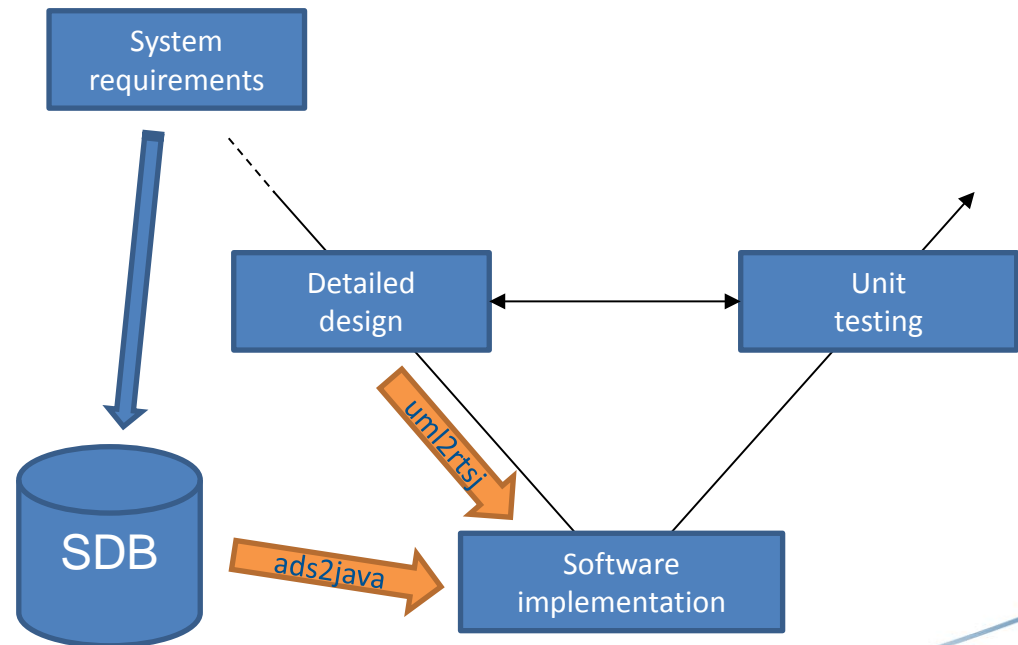 System
requirements
Detailed
design
Unit
testing
uml2rtsj
SDB
ads2java
Software
implementation